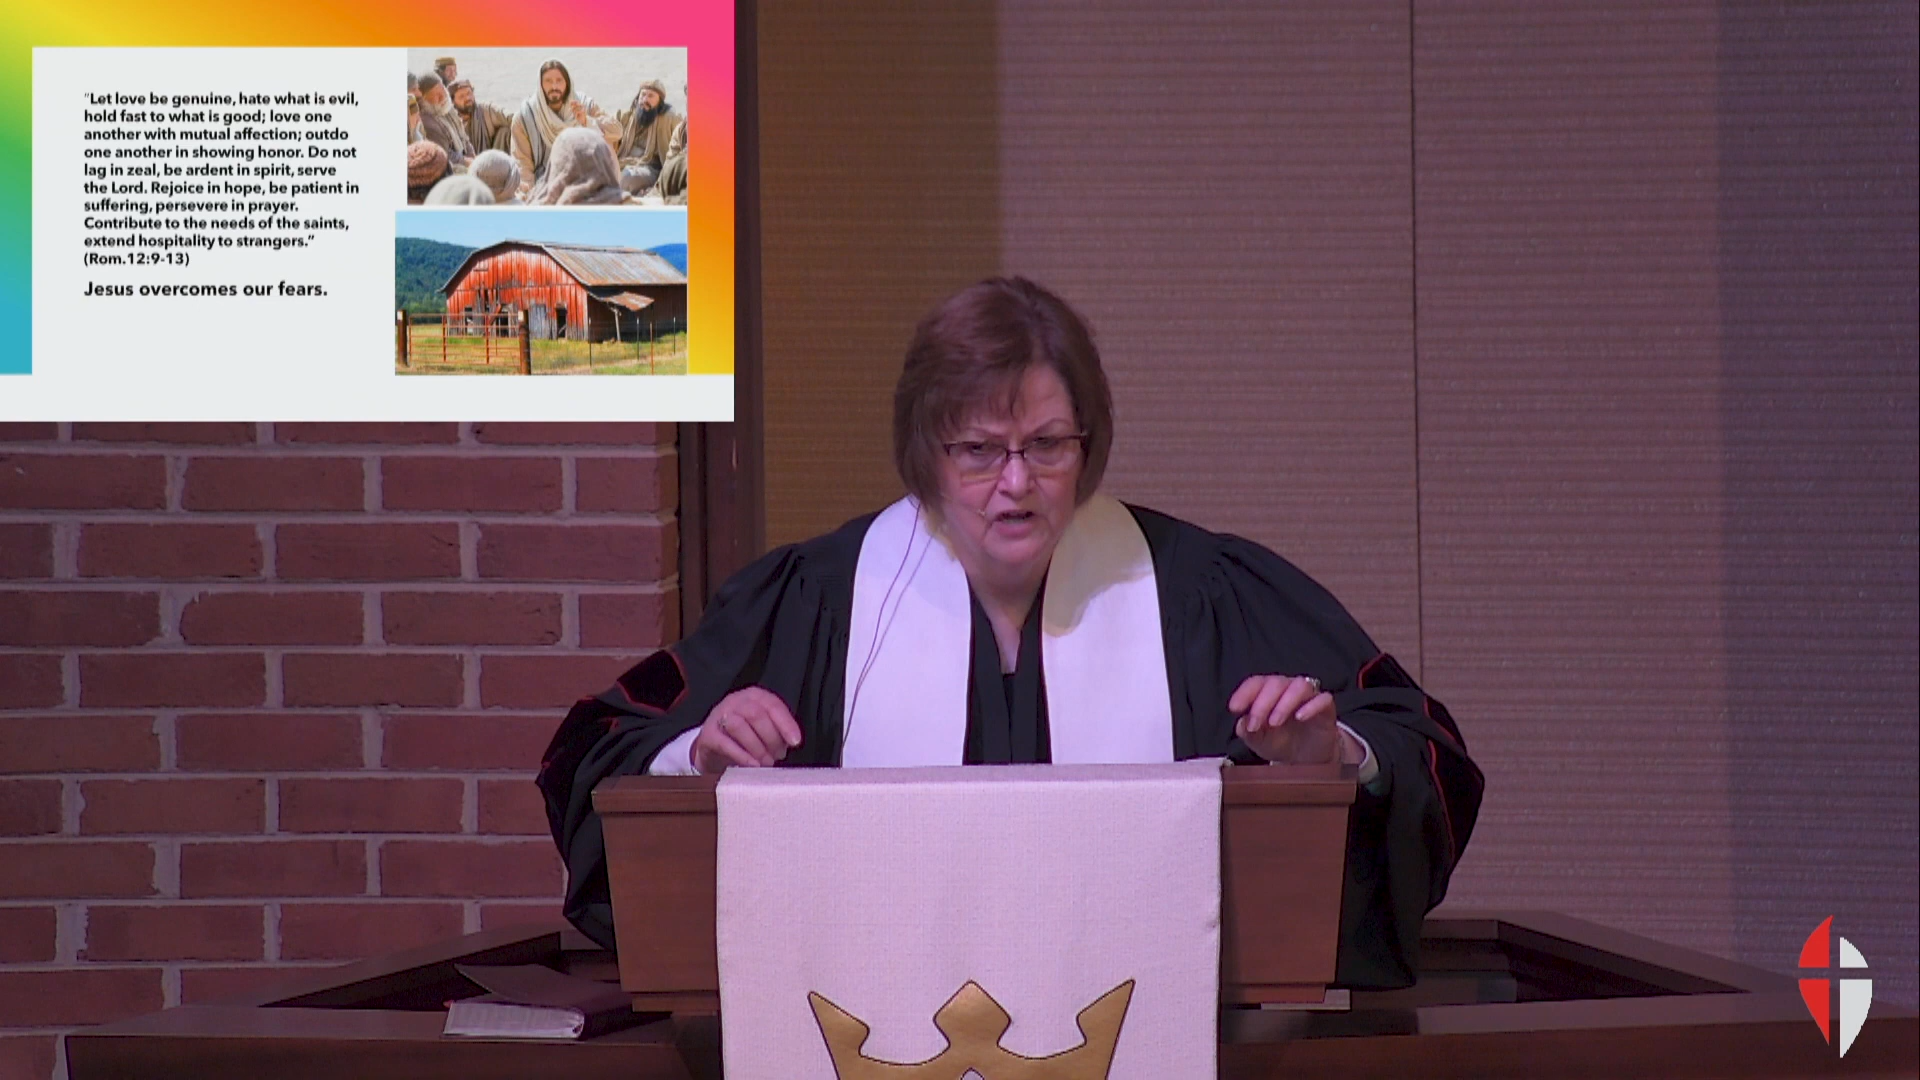 "Let love be genuine, hate what is evil,
hold fast to what is good; love one
another with mutual affection; outdo
one another in showing honor. Do not
lag in zeal, be ardent in spirit, serve
the Lord. Rejoice in hope, be patient in
suffering, persevere in prayer.
Contribute to the needs of the saints,
extend hospitality to strangers."
(Rom.12:9-13)
Jesus overcomes our fears.